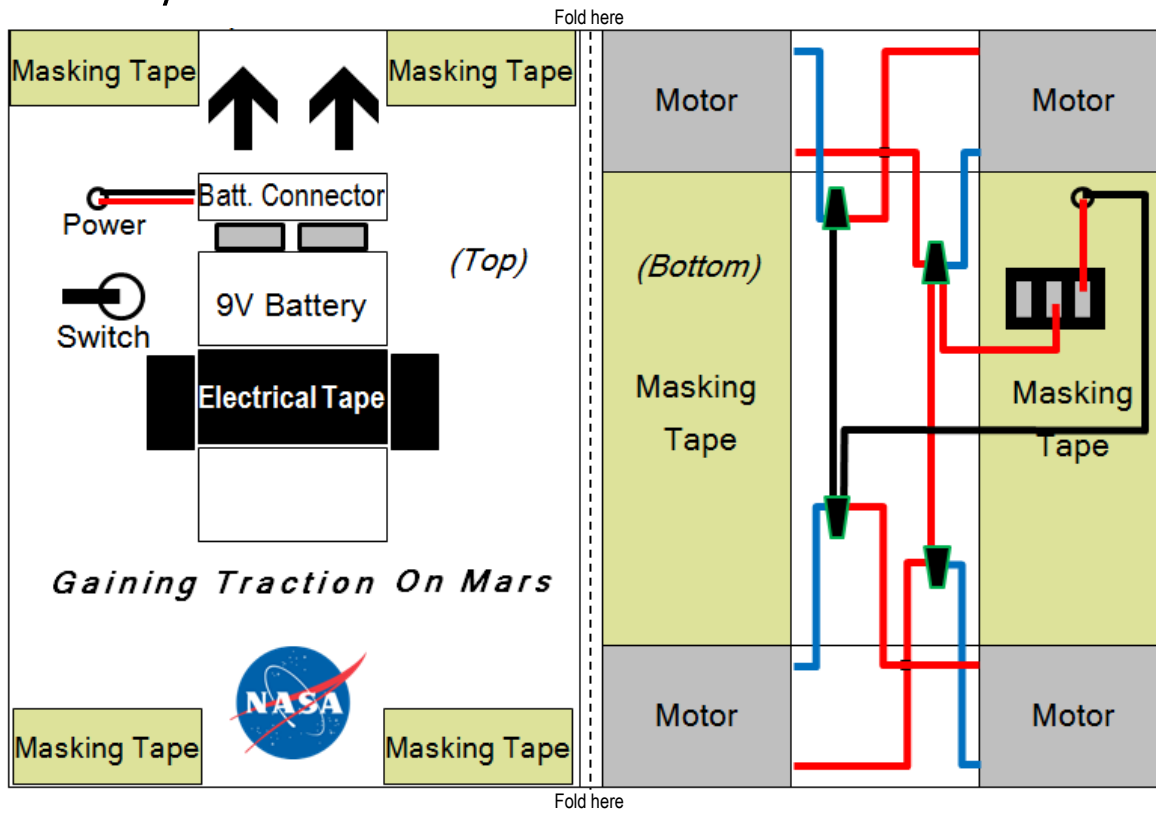 Fold here
Masking Tape
Masking Tape
Batt. Connector
Power
(Top)
9V Battery
Switch
Electrical Tape
Gaining Traction On Mars
NASA
Masking Tape
Masking Tape
Motor
Motor
(Bottom)
Masking
Tape
Masking
Tape
Motor
Motor
Fold here